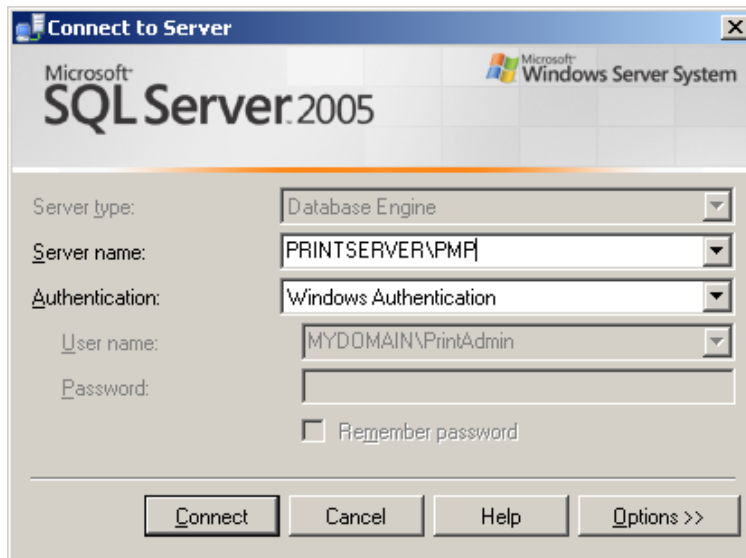 Connect to Server
Microsoft
SQL Server 2005
Microsoft
Windows Server System
Server type:
Database Engine
Server name:
PRINTSERVER\PMP
Authentication:
Windows Authentication
User name:
MYDOMAIN\PrintAdmin
Password:
Remember password
Connect
Cancel
Help
Options >>